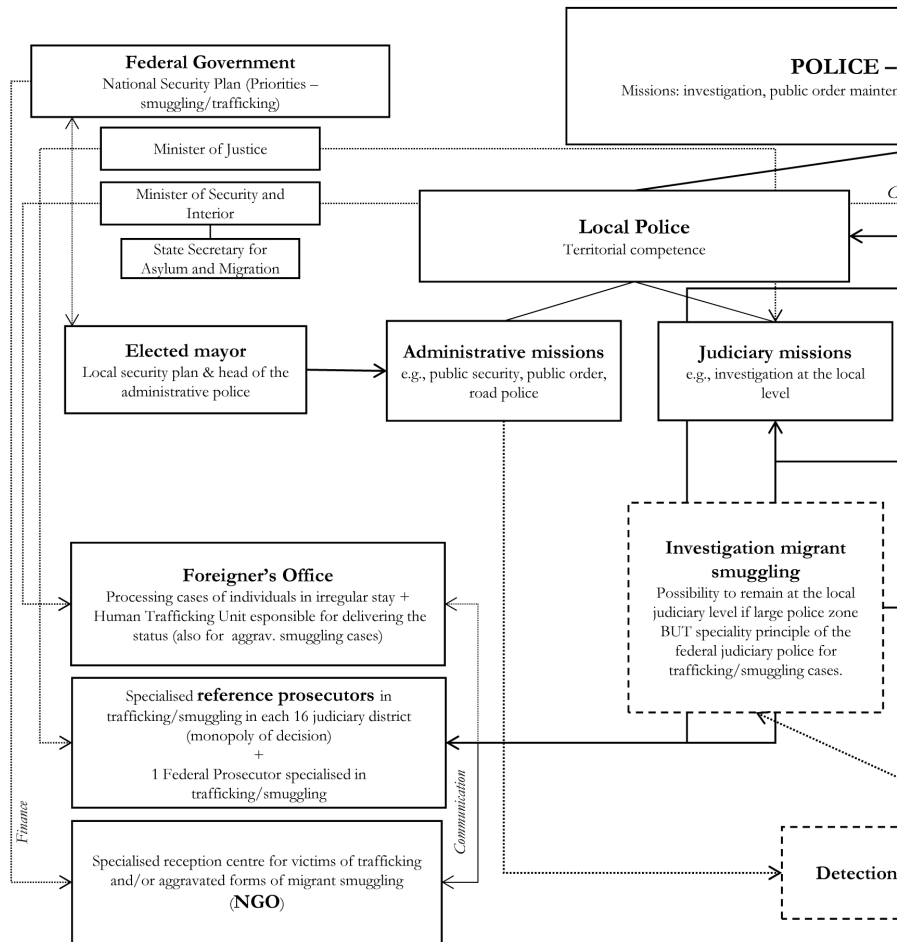 POLICE –
Missions: investigation, public order
Federal Government
National Security Plan (Priorities –
smuggling/trafficking)
Minister of Justice
Minister of Security and
Interior
State Secretary for
Asylum and Migration
Local Police
Territorial competence
Elected mayor
Local security plan & head of the
administrative police
Administrative missions
e.g., public security, public order,
road police
Judiciary missions
e.g., investigation at the local
level
Investigation migrant
smuggling
Possibility to remain at the local
judiciary level if large police zone
BUT speciality principle of the
federal judiciary police for
trafficking/smuggling cases.
Foreigner's Office
Processing cases of individuals in irregular stay +
Human Trafficking Unit esponsible for delivering the
status (also for aggrav. smuggling cases)
Specialised reference prosecutors in
trafficking/smuggling in each 16 judiciary district
(monopoly of decision)
+
1 Federal Prosecutor specialised in
trafficking/smuggling
Finance
Communication
Specialised reception centre for victims of trafficking
and/or aggravated forms of migrant smuggling
(NGO)
Detection